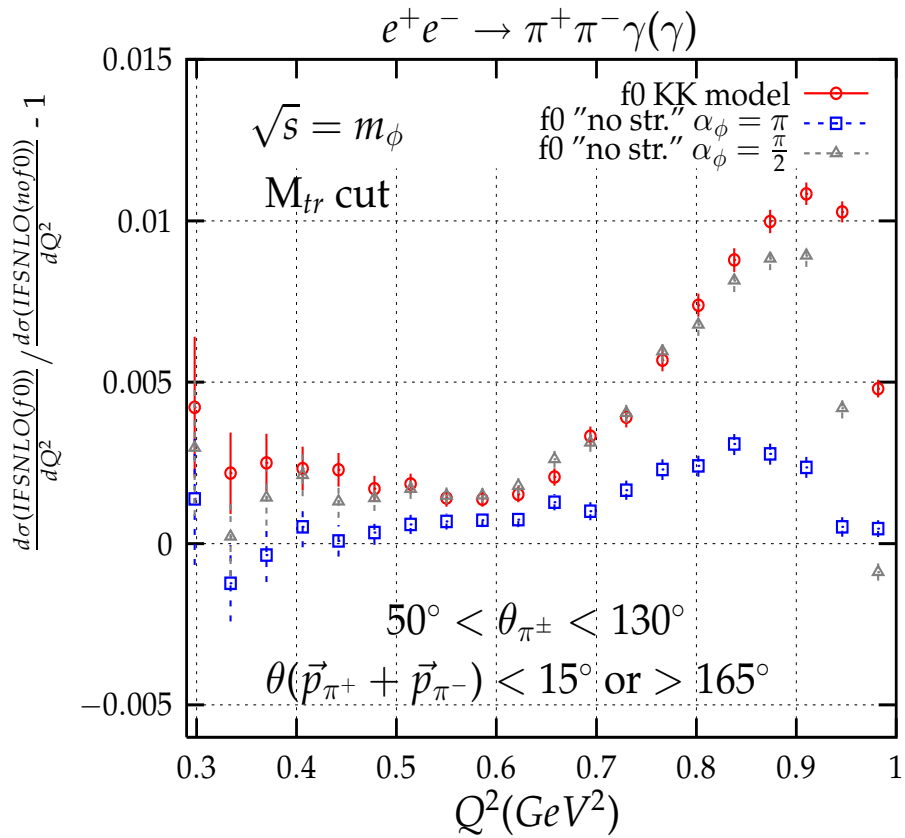 e⁺e⁻ → π⁺π⁻γ(γ)
dσ(IFSNLO(f0))/dQ² / dσ(IFSNLO(nof0))/dQ² - 1
0.015
0.01
0.005
0
−0.005
f0 KK model
f0 ”no str.” α_ϕ = π
f0 ”no str.” α_ϕ = π/2
√s = m_ϕ
M_tr cut
50° < θ_π± < 130°
θ(p⃗_π⁺ + p⃗_π⁻) < 15° or > 165°
0.3 0.4 0.5 0.6 0.7 0.8 0.9 1
Q²(GeV²)